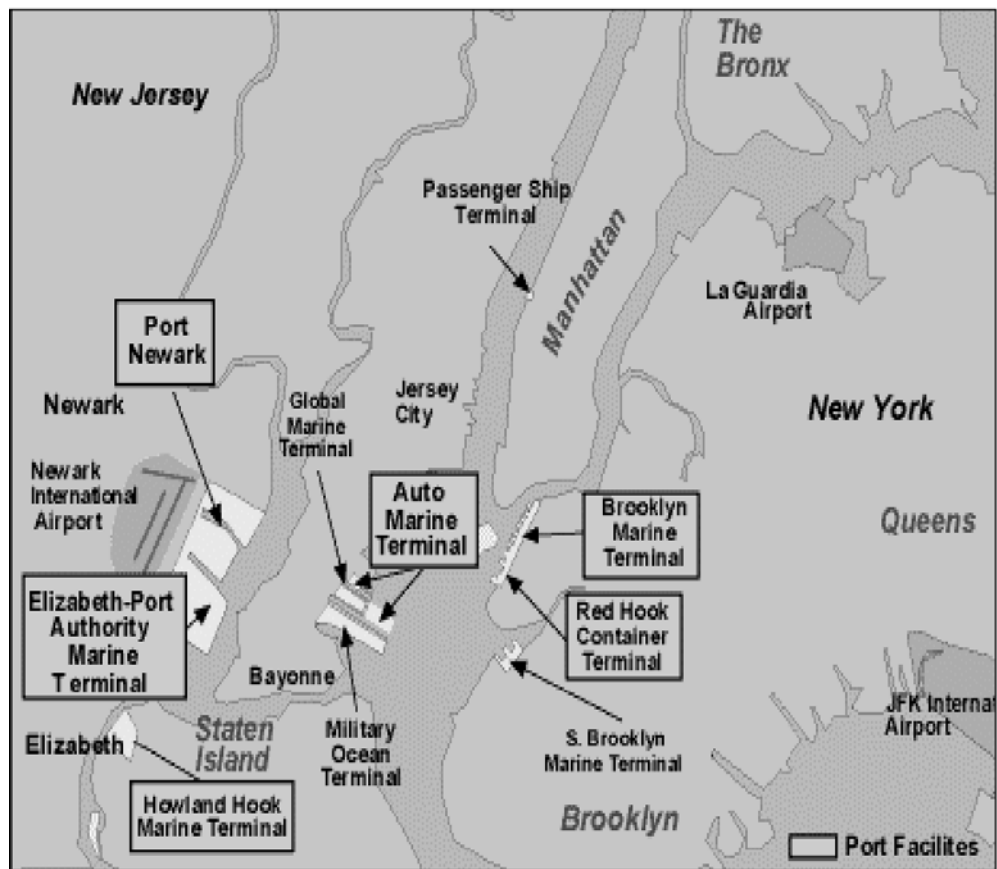 The
Bronx
New Jersey
Passenger Ship
Terminal
Manhattan
La Guardia
Airport
Port
Newark
Jersey
City
Global
Marine
Terminal
Newark
New York
Newark
International
Airport
Auto
Marine
Terminal
Brooklyn
Marine
Terminal
Queens
Elizabeth-Port
Authority
Marine
Terminal
Red Hook
Container
Terminal
Bayonne
JFK Internat
Airport
Staten
Island
Elizabeth
Military
Ocean
Terminal
S. Brooklyn
Marine Terminal
Howland Hook
Marine Terminal
Brooklyn
Port Facilites